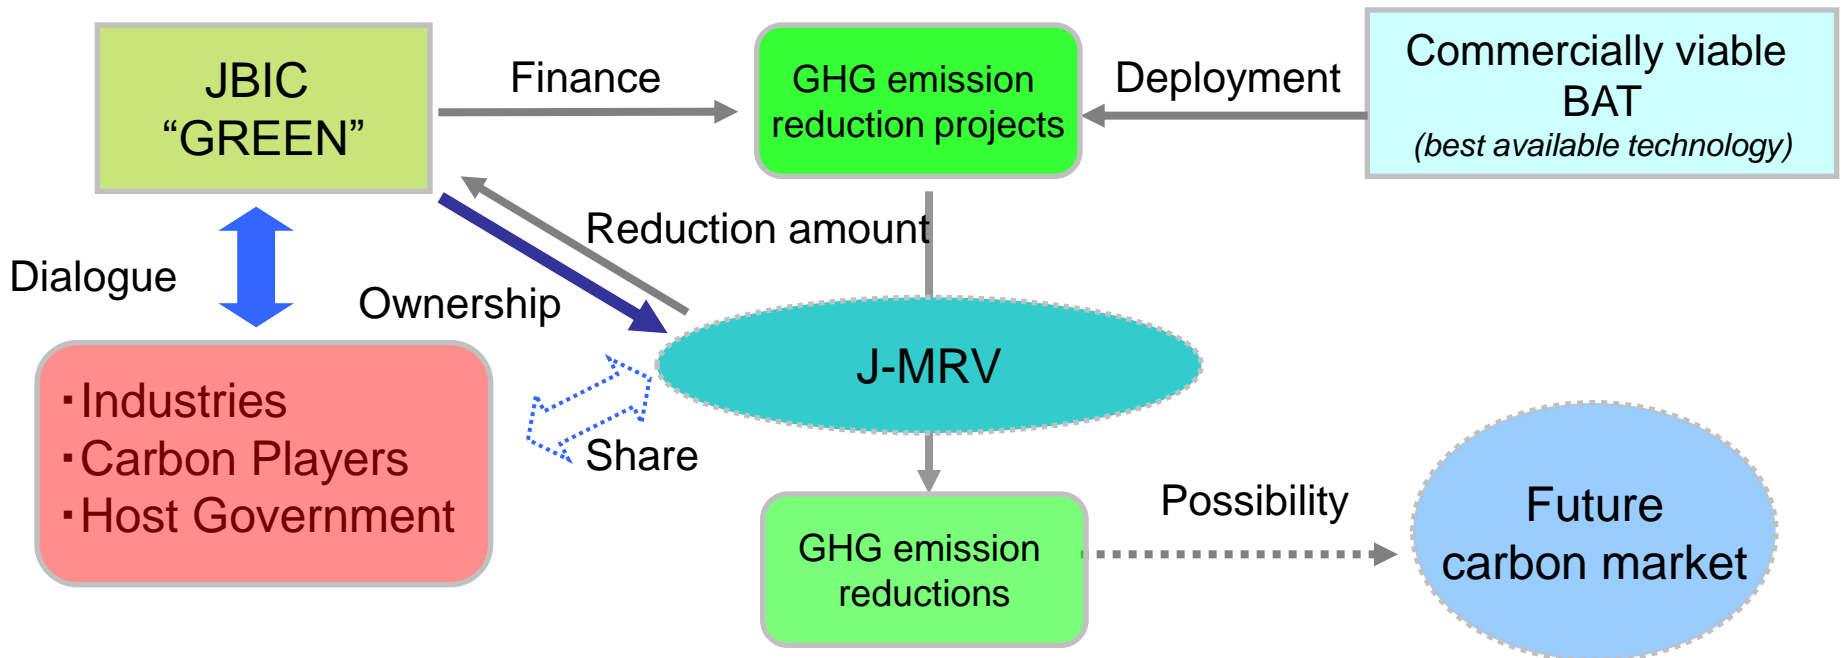 JBIC
“GREEN”
Finance
GHG emission
reduction projects
Deployment
Commercially viable
BAT
(best available technology)
Reduction amount
Dialogue
Ownership
J-MRV
・Industries
・Carbon Players
・Host Government
Share
GHG emission
reductions
Possibility
Future
carbon market